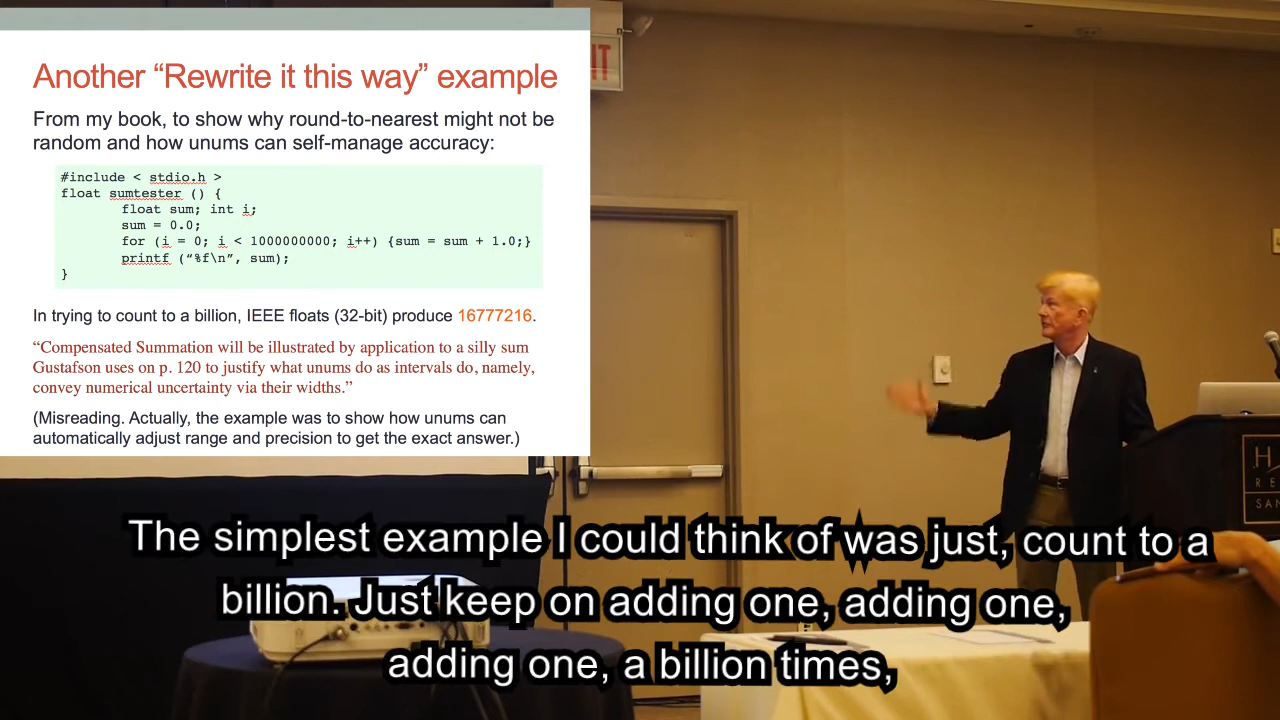 IT
Another “Rewrite it this way” example
From my book, to show why round-to-nearest might not be
random and how unums can self-manage accuracy:
#include < stdio.h >
float sumtester () {
float sum; int i;
sum = 0.0;
for (i = 0; i < 1000000000; i++) {sum = sum + 1.0;}
printf (“%f\n”, sum);
}
In trying to count to a billion, IEEE floats (32-bit) produce 16777216.
“Compensated Summation will be illustrated by application to a silly sum
Gustafson uses on p. 120 to justify what unums do as intervals do, namely,
convey numerical uncertainty via their widths.”
(Misreading. Actually, the example was to show how unums can
automatically adjust range and precision to get the exact answer.)
H
RE
SAN
The simplest example I could think of was just, count to a
billion. Just keep on adding one, adding one,
adding one, a billion times,